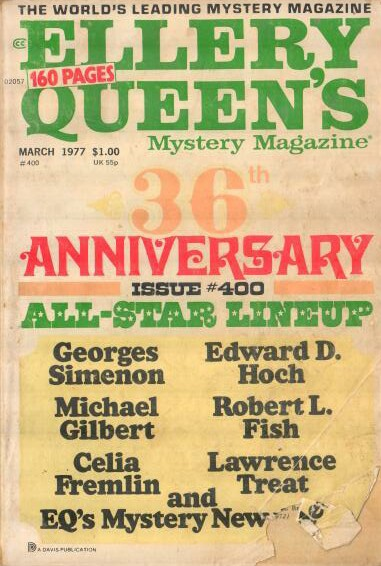 THE WORLD'S LEADING MYSTERY MAGAZINE
CC
ELLERY
02057
160 PAGES
QUEEN'S
Mystery Magazine®
MARCH 1977 $1.00
#400 UK 55p
36th
ANNIVERSARY
ISSUE #400
ALL-STAR LINEUP
Georges
Simenon
Edward D.
Hoch
Michael
Gilbert
Robert L.
Fish
Celia
Fremlin
Lawrence
Treat
and
EQ's Mystery New
A DAVIS PUBLICATION